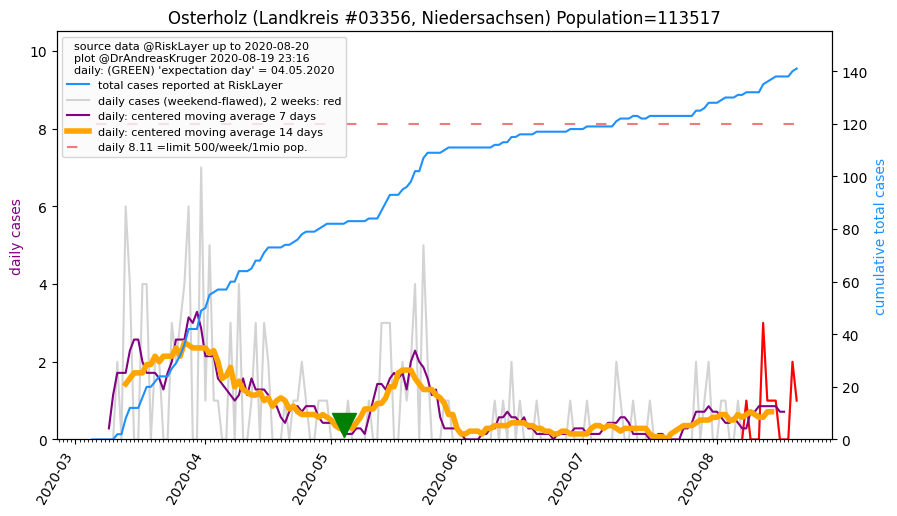 Osterholz (Landkreis #03356, Niedersachsen) Population=113517
source data @RiskLayer up to 2020-08-20
plot @DrAndreasKruger 2020-08-19 23:16
daily: (GREEN) 'expectation day' = 04.05.2020
total cases reported at RiskLayer
daily cases (weekend-flawed), 2 weeks: red
daily: centered moving average 7 days
daily: centered moving average 14 days
daily 8.11 =limit 500/week/1mio pop.
daily cases
10
8
6
4
2
0
cumulative total cases
140
120
100
80
60
40
20
0
2020-03
2020-04
2020-05
2020-06
2020-07
2020-08